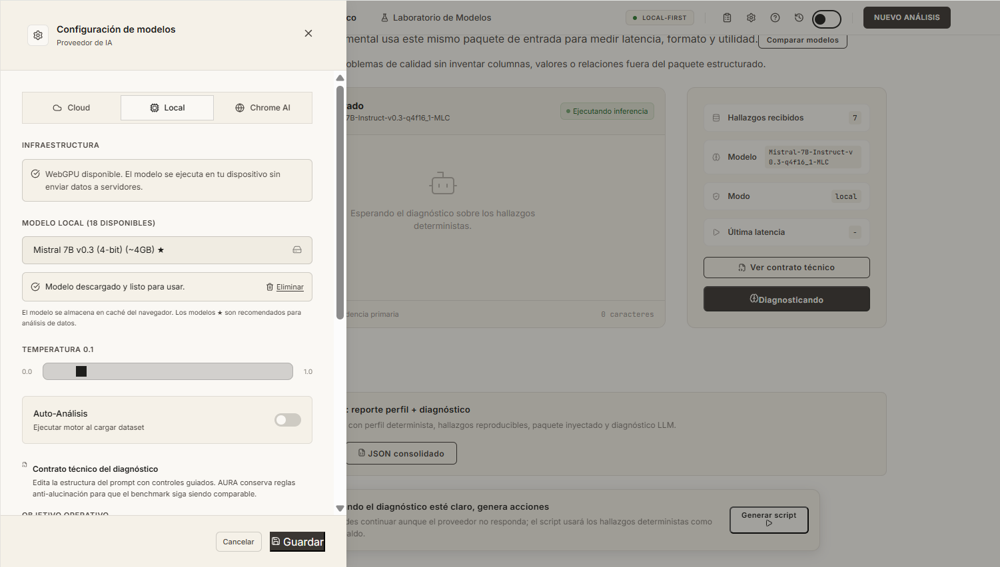 Configuración de modelos
Proveedor de IA
Cloud
Local
Chrome AI
INFRAESTRUCTURA
WebGPU disponible. El modelo se ejecuta en tu dispositivo sin
enviar datos a servidores.
MODELO LOCAL (18 DISPONIBLES)
Mistral 7B v0.3 (4-bit) (~4GB) ★
Modelo descargado y listo para usar.
Eliminar
El modelo se almacena en caché del navegador. Los modelos ★ son recomendados para
análisis de datos.
TEMPERATURA 0.1
0.0
1.0
Auto-Análisis
Ejecutar motor al cargar dataset
Contrato técnico del diagnóstico
Edita la estructura del prompt con controles guiados. AURA conserva reglas
anti-alucinación para que el benchmark siga siendo comparable.
OBJETIVO OPERATIVO
Cancelar
Guardar
co
Laboratorio de Modelos
LOCAL-FIRST
NUEVO ANÁLISIS
mental usa este mismo paquete de entrada para medir latencia, formato y utilidad.
Comparar modelos
oblemas de calidad sin inventar columnas, valores o relaciones fuera del paquete estructurado.
rado
7B-Instruct-v0.3-q4f16_1-MLC
Ejecutando inferencia
Esperando el diagnóstico sobre los hallazgos
deterministas.
dencia primaria
0 caracteres
Hallazgos recibidos
7
Modelo
Mistral-7B-Instruct-v
0.3-q4f16_1-MLC
Modo
local
Última latencia
-
Ver contrato técnico
Diagnosticando
: reporte perfil + diagnóstico
con perfil determinista, hallazgos reproducibles, paquete inyectado y diagnóstico LLM.
JSON consolidado
ndo el diagnóstico esté claro, genera acciones
des continuar aunque el proveedor no responda; el script usará los hallazgos deterministas como
aldo.
Generar script